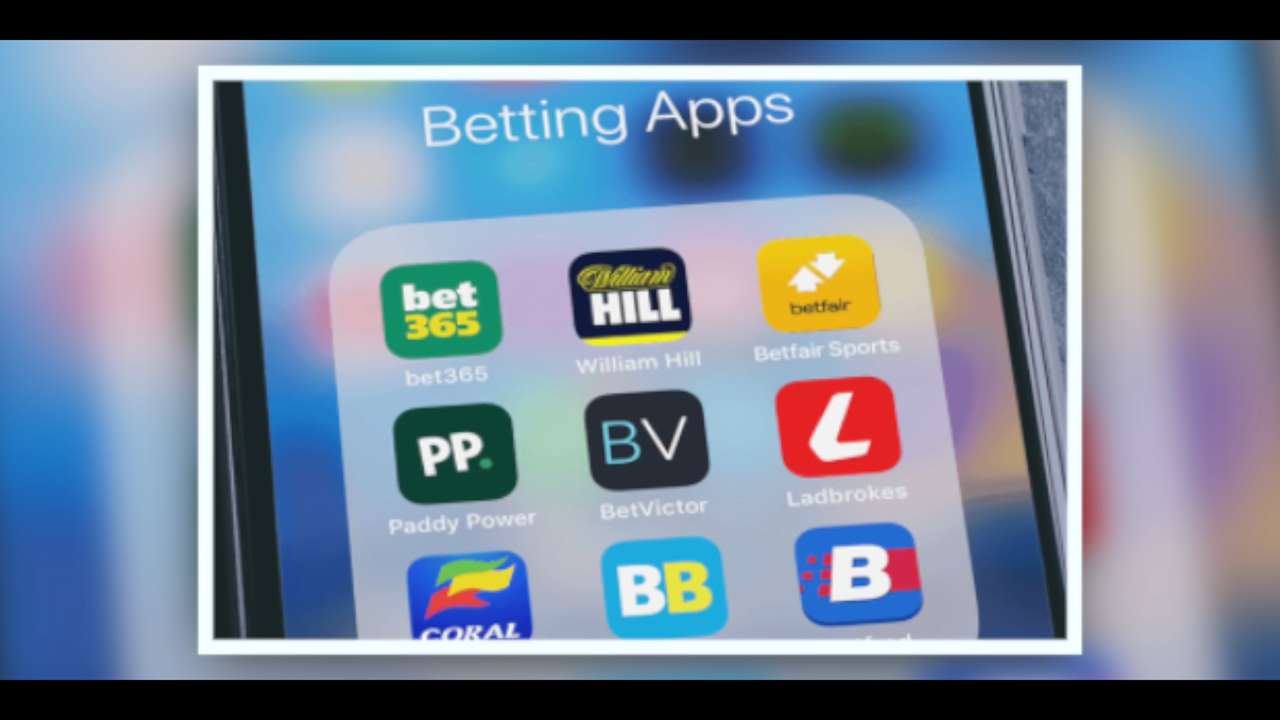 Betting Apps
bet
365
William
HILL
betfair
bet365
William Hill
Betfair Sports
PP.
BV
L
Paddy Power
BetVictor
Ladbrokes
CORAL
BB
B